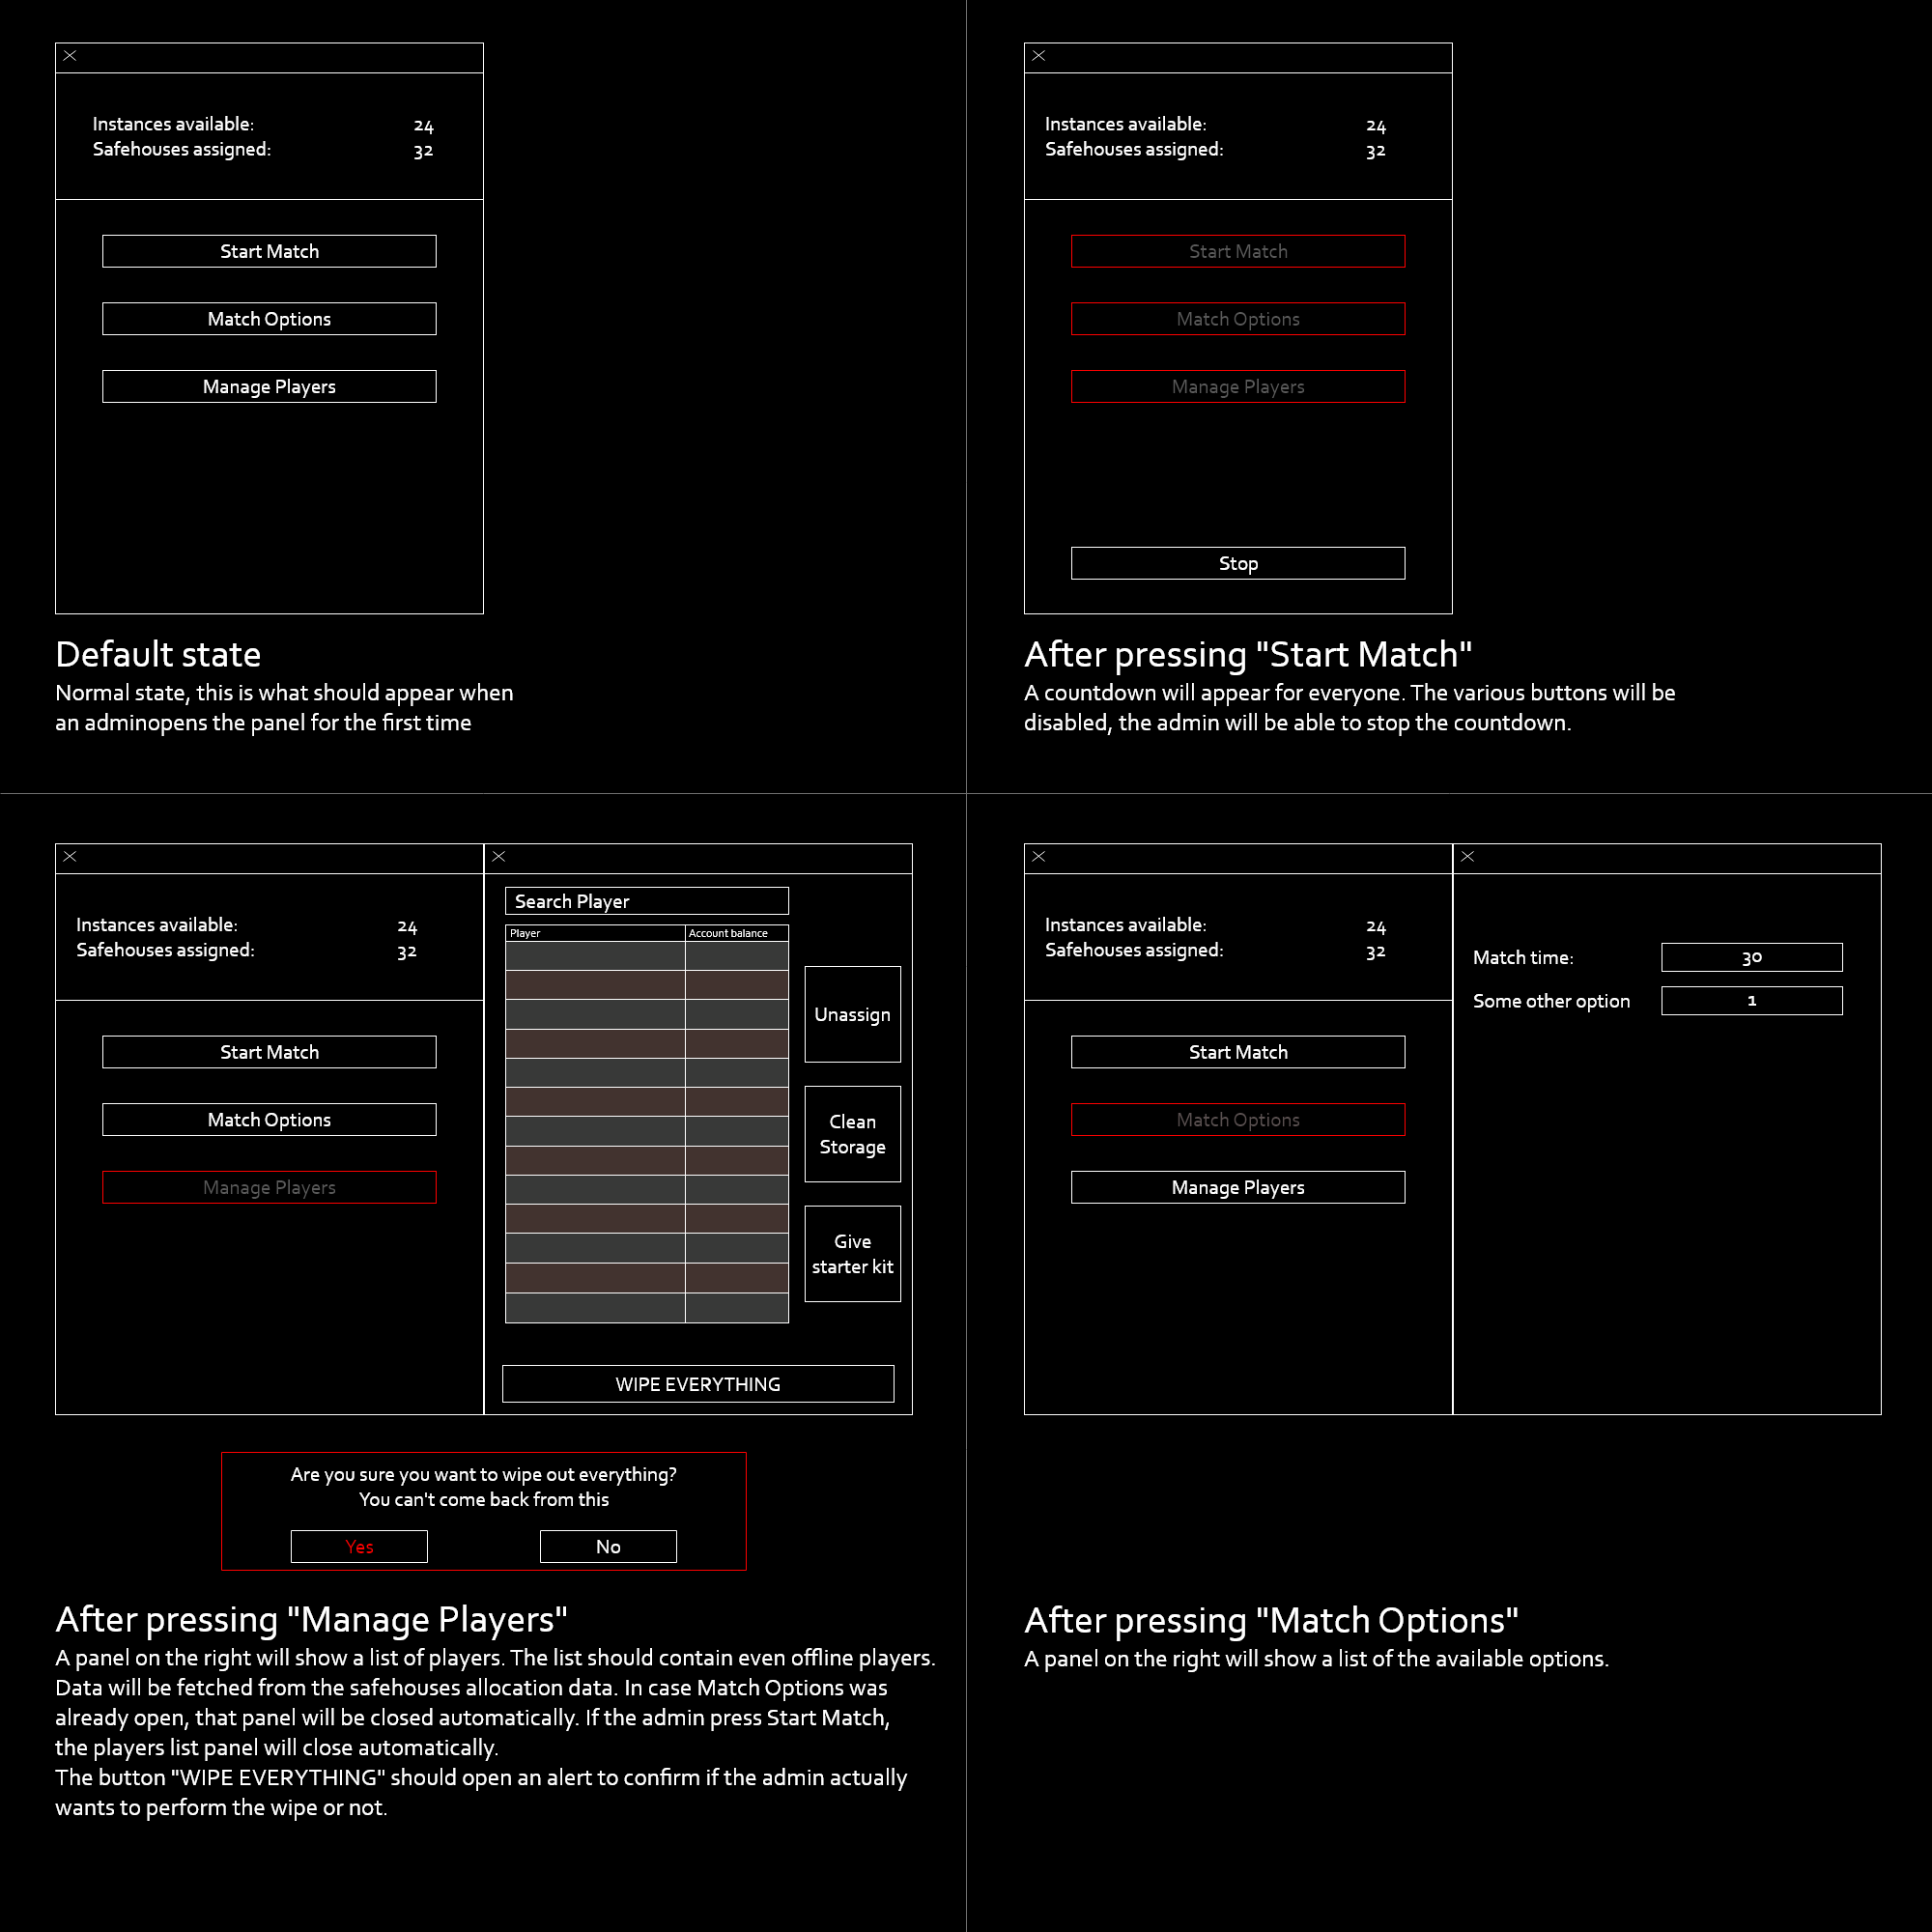 Instances available: 24
Safehouses assigned: 32
Start Match
Match Options
Manage Players
Default state
Normal state, this is what should appear when
an adminopens the panel for the first time
Instances available: 24
Safehouses assigned: 32
Start Match
Match Options
Manage Players
Stop
After pressing "Start Match"
A countdown will appear for everyone. The various buttons will be
disabled, the admin will be able to stop the countdown.
Instances available: 24
Safehouses assigned: 32
Start Match
Match Options
Manage Players
Search Player
Player Account balance
Unassign
Clean
Storage
Give
starter kit
WIPE EVERYTHING
Are you sure you want to wipe out everything?
You can't come back from this
Yes No
After pressing "Manage Players"
A panel on the right will show a list of players. The list should contain even offline players.
Data will be fetched from the safehouses allocation data. In case Match Options was
already open, that panel will be closed automatically. If the admin press Start Match,
the players list panel will close automatically.
The button "WIPE EVERYTHING" should open an alert to confirm if the admin actually
wants to perform the wipe or not.
Instances available: 24
Safehouses assigned: 32
Start Match
Match Options
Manage Players
Match time: 30
Some other option 1
After pressing "Match Options"
A panel on the right will show a list of the available options.